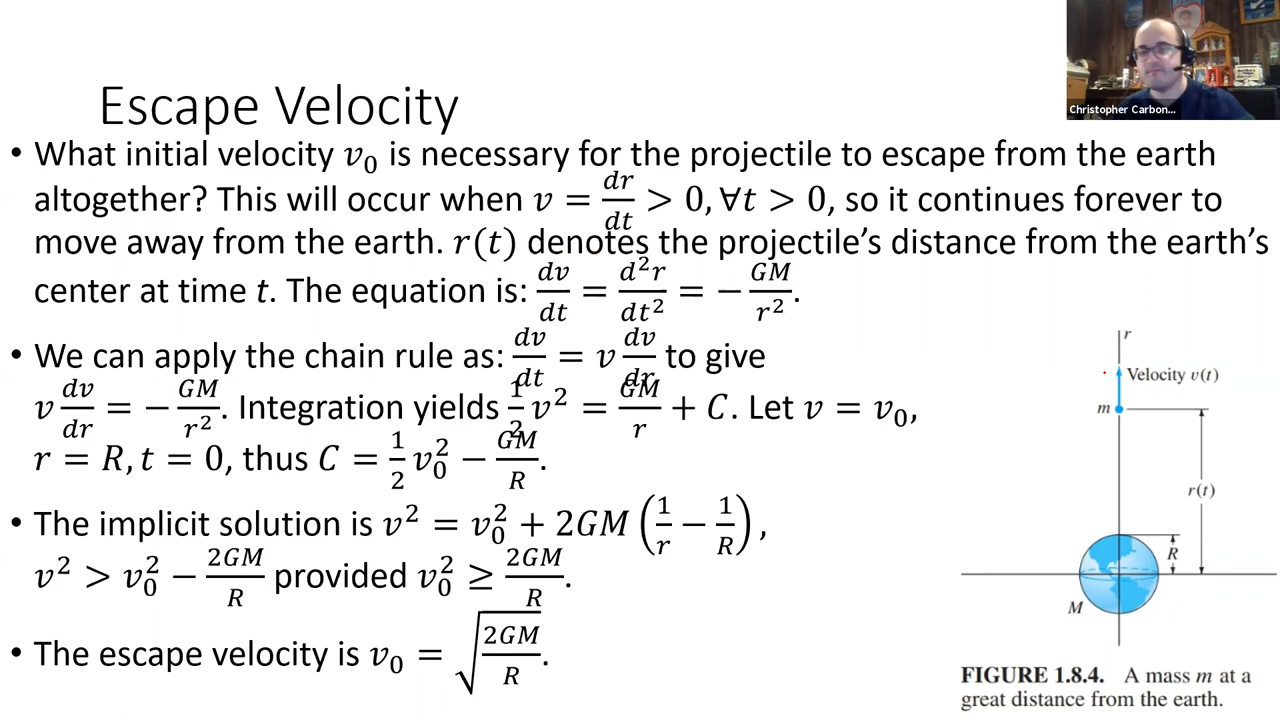 Escape Velocity
Christopher Carbon...
• What initial velocity v₀ is necessary for the projectile to escape from the earth
altogether? This will occur when v = dr/dt > 0, ∀t > 0, so it continues forever to
move away from the earth. r(t) denotes the projectile's distance from the earth's
center at time t. The equation is: dv/dt = d²r/dt² = −GM/r².
• We can apply the chain rule as: dv/dt = v dv/dr to give
v dv/dr = −GM/r². Integration yields 1/2 v² = GM/r + C. Let v = v₀,
r = R, t = 0, thus C = 1/2 v₀² − GM/R.
• The implicit solution is v² = v₀² + 2GM(1/r − 1/R),
v² > v₀² − 2GM/R provided v₀² ≥ 2GM/R.
• The escape velocity is v₀ = √(2GM/R).
r
Velocity v(t)
m
r(t)
R
M
FIGURE 1.8.4. A mass m at a
great distance from the earth.